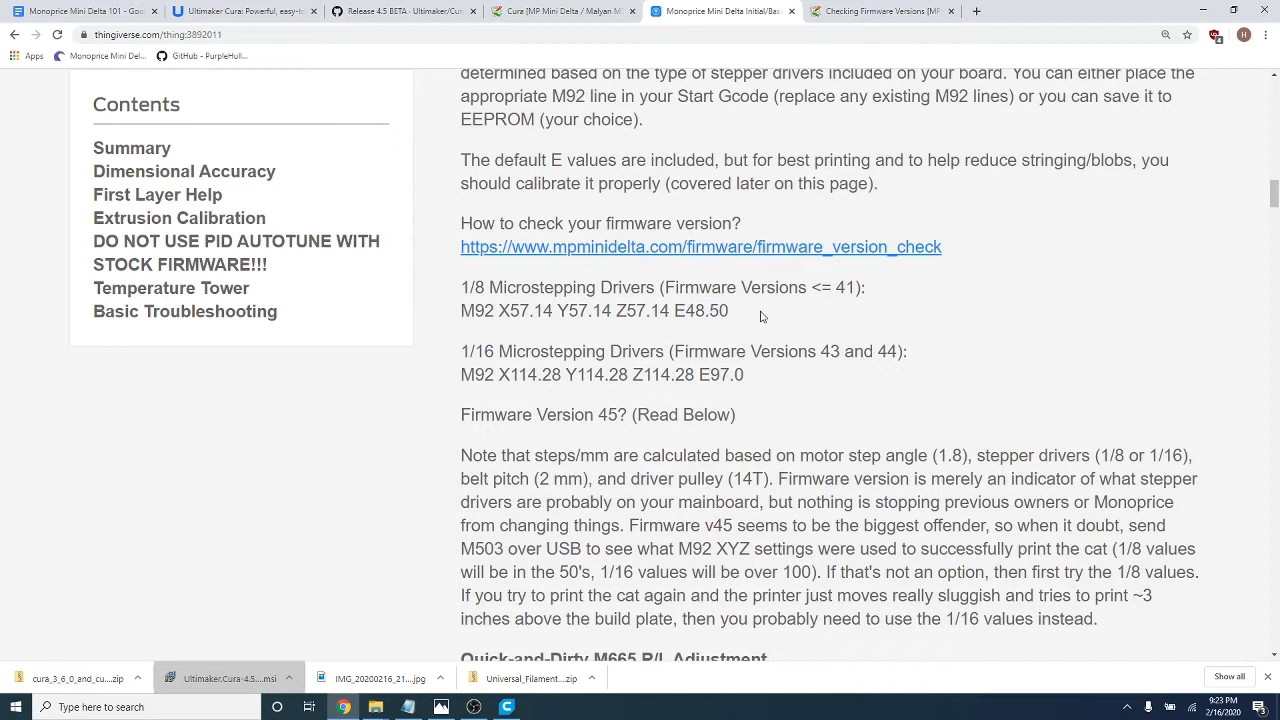 Monoprice Mini Delta 101 - Goo
Ultimaker Cura: Powerful, easy-to
Release 4.5 BETA - Ultimaker/Cur
Cura [MP Mini Delta / Malyan M
Monoprice Mini Delta Initial/Bas
Checking Firmware Versions [MP
thingiverse.com/thing:3892011
H
Apps
Monoprice Mini Del...
GitHub - PurpleHull...
Contents
Summary
Dimensional Accuracy
First Layer Help
Extrusion Calibration
DO NOT USE PID AUTOTUNE WITH
STOCK FIRMWARE!!!
Temperature Tower
Basic Troubleshooting
determined based on the type of stepper drivers included on your board. You can either place the
appropriate M92 line in your Start Gcode (replace any existing M92 lines) or you can save it to
EEPROM (your choice).
The default E values are included, but for best printing and to help reduce stringing/blobs, you
should calibrate it properly (covered later on this page).
How to check your firmware version?
https://www.mpminidelta.com/firmware/firmware_version_check
1/8 Microstepping Drivers (Firmware Versions <= 41):
M92 X57.14 Y57.14 Z57.14 E48.50
1/16 Microstepping Drivers (Firmware Versions 43 and 44):
M92 X114.28 Y114.28 Z114.28 E97.0
Firmware Version 45? (Read Below)
Note that steps/mm are calculated based on motor step angle (1.8), stepper drivers (1/8 or 1/16),
belt pitch (2 mm), and driver pulley (14T). Firmware version is merely an indicator of what stepper
drivers are probably on your mainboard, but nothing is stopping previous owners or Monoprice
from changing things. Firmware v45 seems to be the biggest offender, so when it doubt, send
M503 over USB to see what M92 XYZ settings were used to successfully print the cat (1/8 values
will be in the 50's, 1/16 values will be over 100). If that's not an option, then first try the 1/8 values.
If you try to print the cat again and the printer just moves really sluggish and tries to print ~3
inches above the build plate, then you probably need to use the 1/16 values instead.
Quick-and-Dirty M665 R/L Adjustment
cura_3_6_0_and_cu....zip
Ultimaker.Cura-4.5....msi
IMG_20200216_21....jpg
Universal_Filament...zip
Show all
Type here to search
9:23 PM
2/16/2020